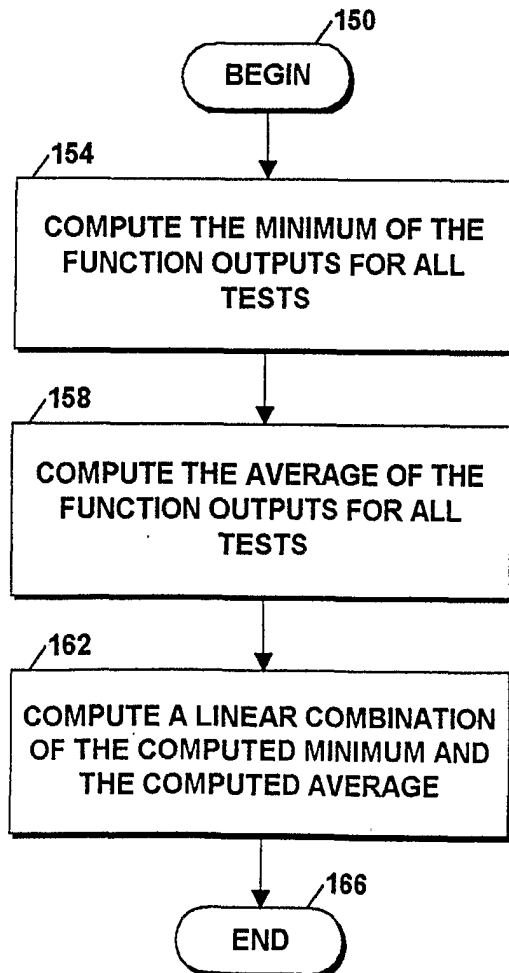 150
BEGIN
154
COMPUTE THE MINIMUM OF THE
FUNCTION OUTPUTS FOR ALL
TESTS
158
COMPUTE THE AVERAGE OF THE
FUNCTION OUTPUTS FOR ALL
TESTS
162
COMPUTE A LINEAR COMBINATION
OF THE COMPUTED MINIMUM AND
THE COMPUTED AVERAGE
166
END